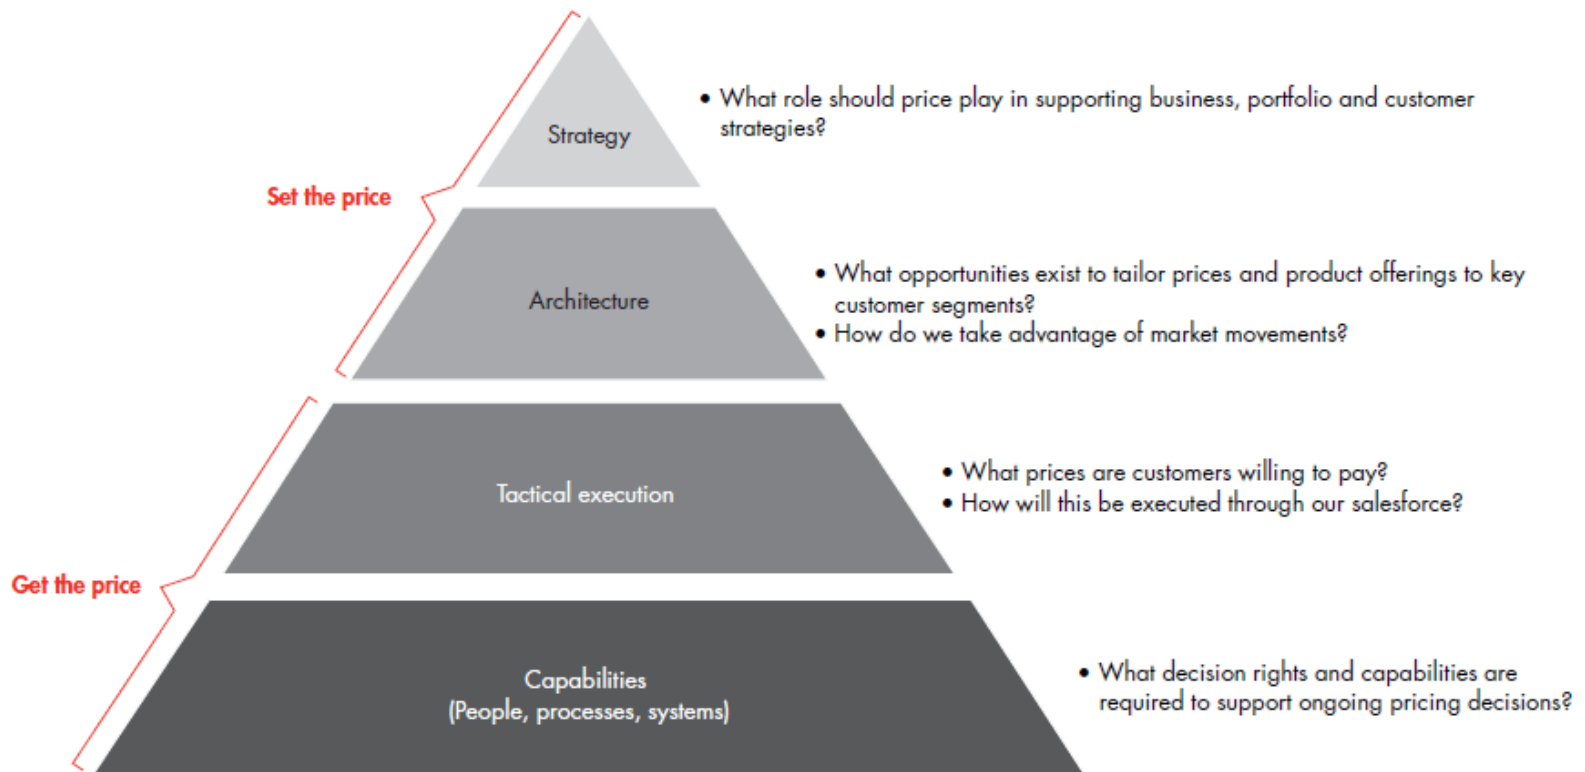 Strategy
• What role should price play in supporting business, portfolio and customer
strategies?
Set the price
Architecture
• What opportunities exist to tailor prices and product offerings to key
customer segments?
• How do we take advantage of market movements?
Tactical execution
• What prices are customers willing to pay?
• How will this be executed through our salesforce?
Get the price
Capabilities
(People, processes, systems)
• What decision rights and capabilities are
required to support ongoing pricing decisions?